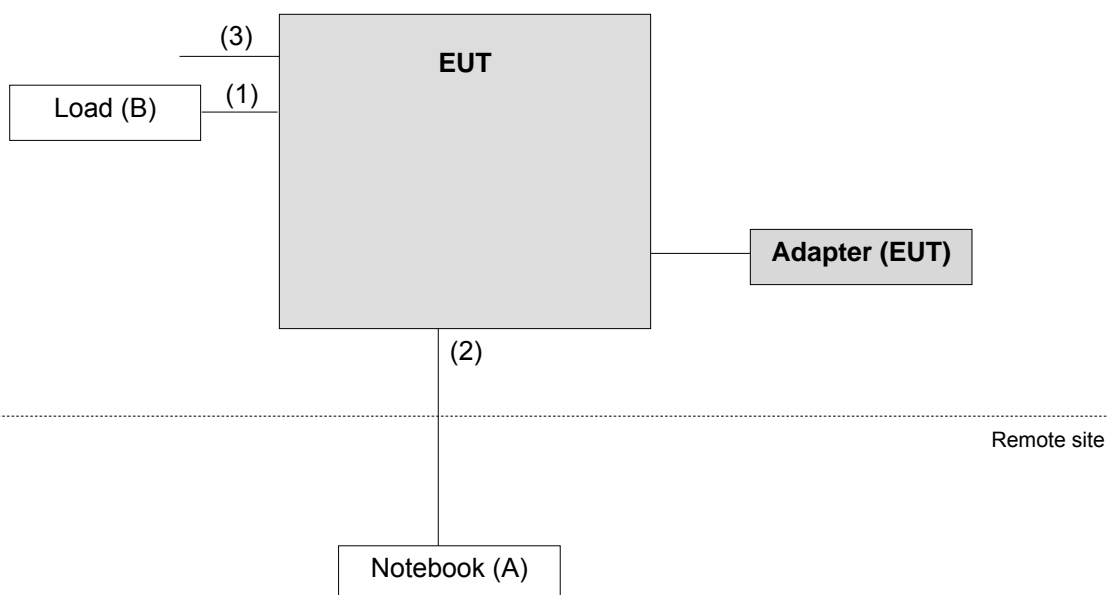 (3)
EUT
Load (B)
(1)
Adapter (EUT)
(2)
Remote site
Notebook (A)